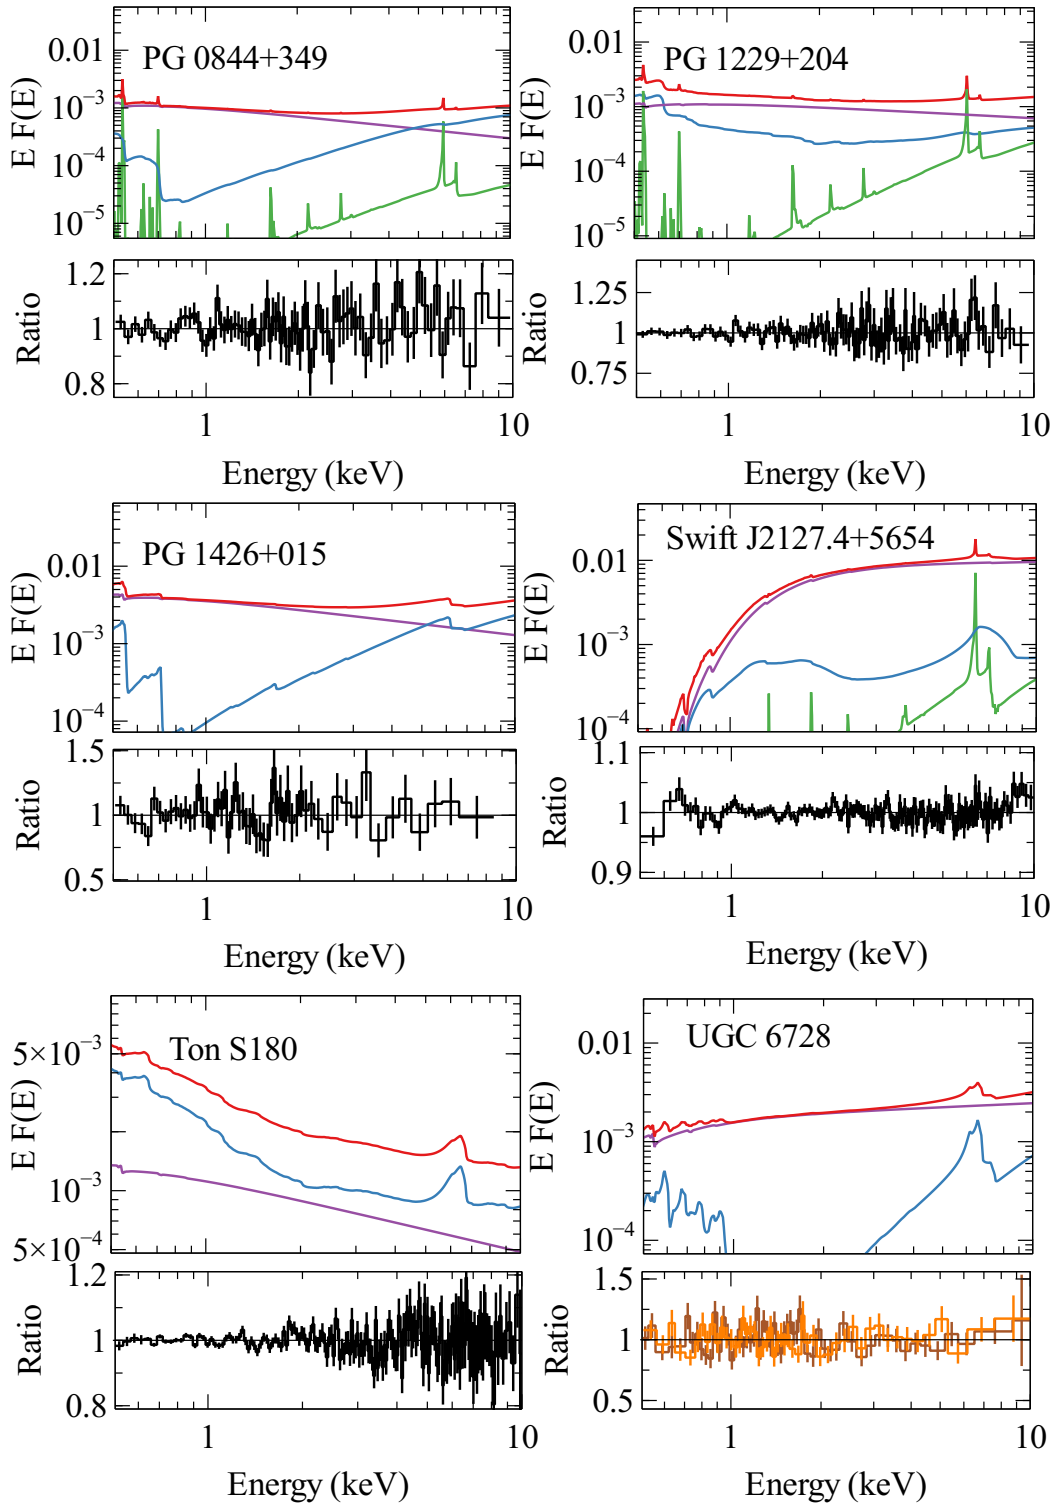 PG 0844+349
E F(E)
0.01
10⁻³
10⁻⁴
10⁻⁵
Ratio
1.2
1
0.8
1
10
Energy (keV)
PG 1229+204
E F(E)
0.01
10⁻³
10⁻⁴
10⁻⁵
Ratio
1.25
1
0.75
1
10
Energy (keV)
PG 1426+015
E F(E)
0.01
10⁻³
10⁻⁴
Ratio
1.5
1
0.5
1
10
Energy (keV)
Swift J2127.4+5654
E F(E)
0.01
10⁻³
10⁻⁴
Ratio
1.1
1
0.9
1
10
Energy (keV)
Ton S180
E F(E)
5×10⁻³
10⁻³
5×10⁻⁴
Ratio
1.2
1
0.8
1
10
Energy (keV)
UGC 6728
E F(E)
0.01
10⁻³
10⁻⁴
Ratio
1.5
1
0.5
1
10
Energy (keV)